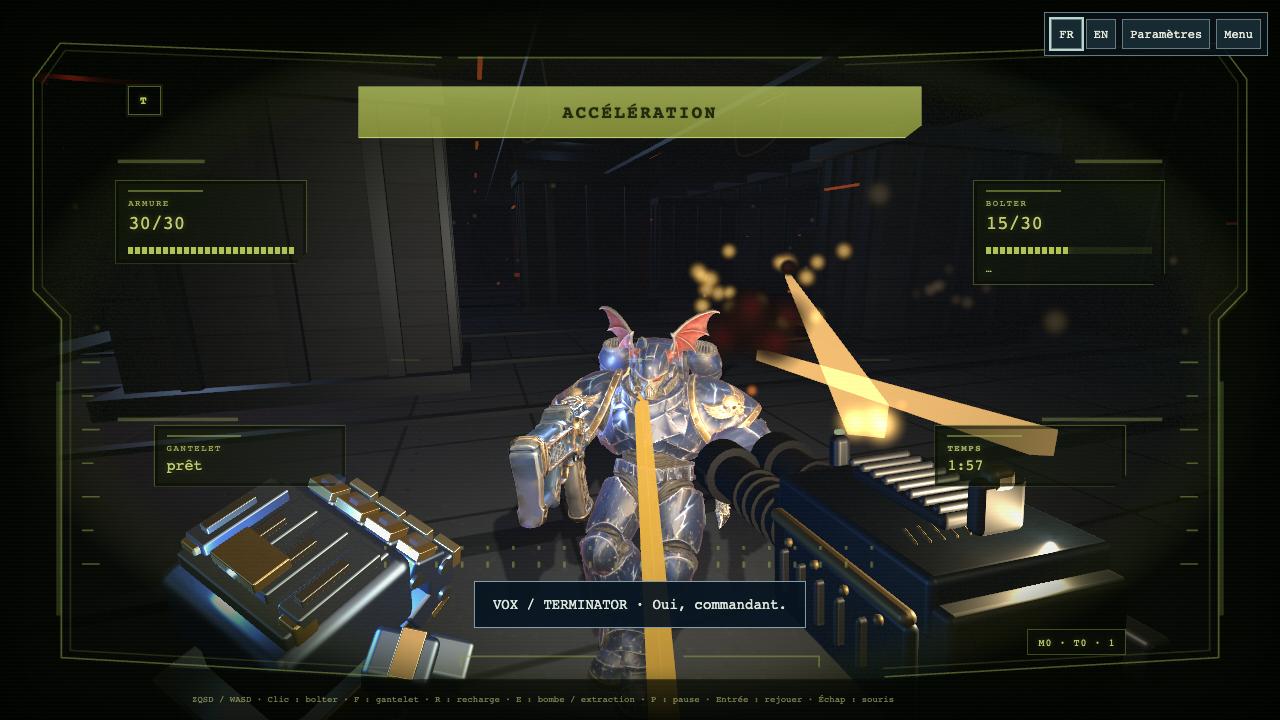 FR EN Paramètres Menu
T
ACCÉLÉRATION
ARMURE
30/30
BOLTER
15/30
…
GANTELET
prêt
TEMPS
1:57
VOX / TERMINATOR · Oui, commandant.
M0 · T0 · 1
ZQSD / WASD · Clic : bolter · F : gantelet · R : recharge · E : bombe / extraction · P : pause · Entrée : rejouer · Échap : souris